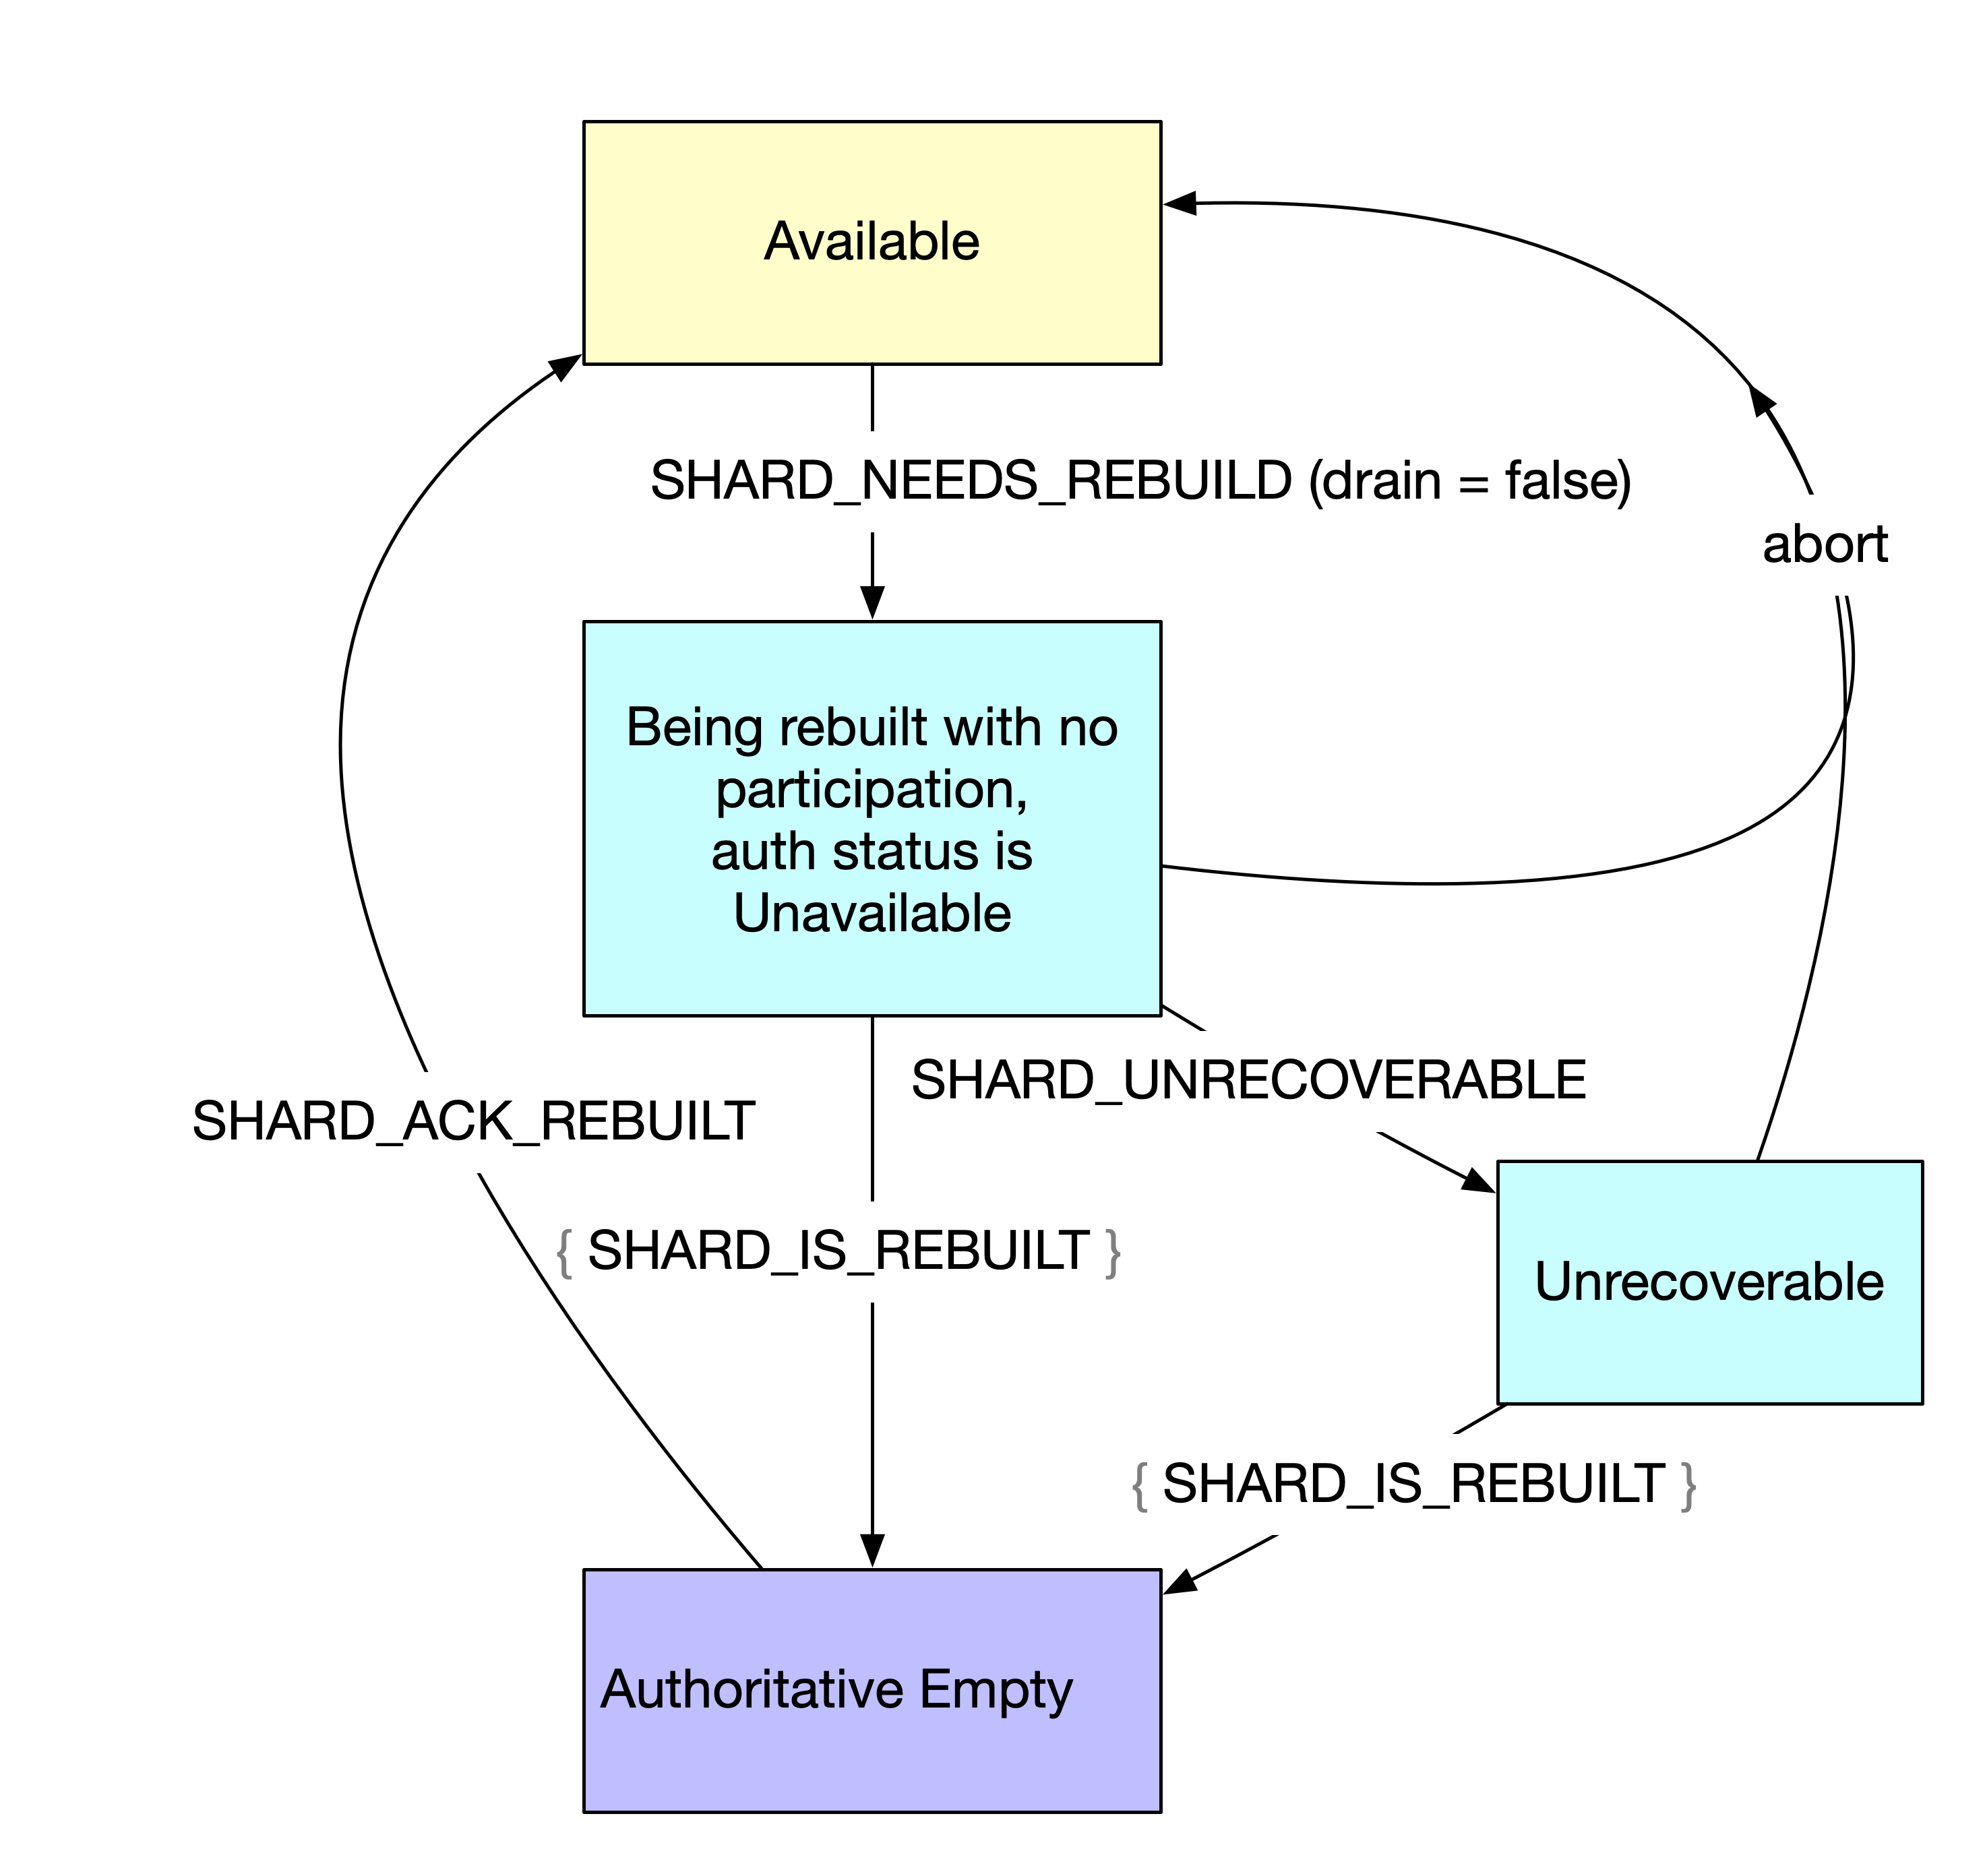 Available
SHARD_NEEDS_REBUILD (drain = false)
abort
Being rebuilt with no
participation,
auth status is
Unavailable
SHARD_UNRECOVERABLE
SHARD_ACK_REBUILT
{ SHARD_IS_REBUILT }
Unrecoverable
{ SHARD_IS_REBUILT }
Authoritative Empty